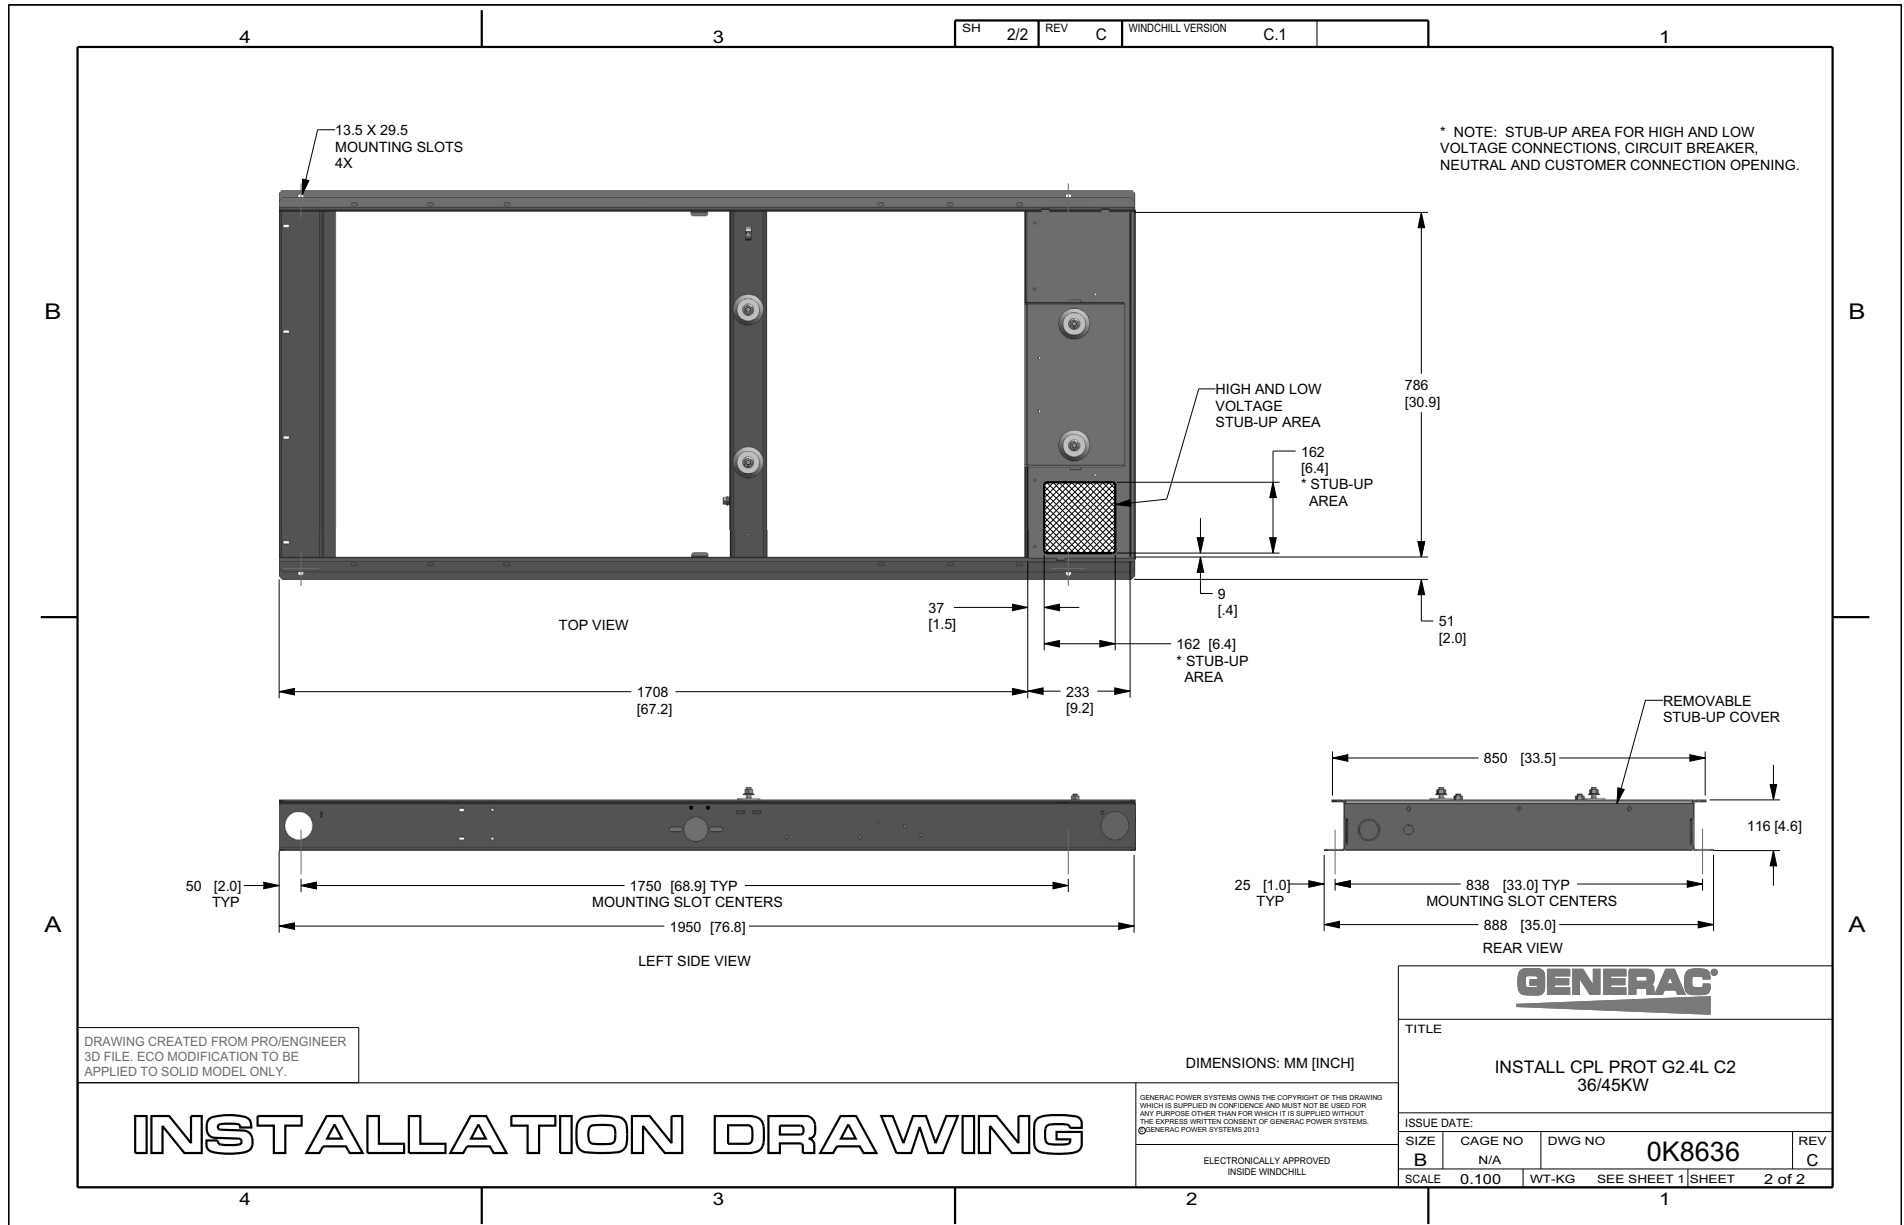 4
3
SH 2/2 REV C WINDCHILL VERSION C.1
1
13.5 X 29.5
MOUNTING SLOTS
4X
* NOTE: STUB-UP AREA FOR HIGH AND LOW
VOLTAGE CONNECTIONS, CIRCUIT BREAKER,
NEUTRAL AND CUSTOMER CONNECTION OPENING.
B
B
HIGH AND LOW
VOLTAGE
STUB-UP AREA
786
[30.9]
162
[6.4]
* STUB-UP
AREA
9
[.4]
37
[1.5]
51
[2.0]
TOP VIEW
162 [6.4]
* STUB-UP
AREA
1708
[67.2]
233
[9.2]
REMOVABLE
STUB-UP COVER
850 [33.5]
116 [4.6]
50 [2.0]
TYP
1750 [68.9] TYP
MOUNTING SLOT CENTERS
1950 [76.8]
LEFT SIDE VIEW
25 [1.0]
TYP
838 [33.0] TYP
MOUNTING SLOT CENTERS
888 [35.0]
REAR VIEW
A
A
GENERAC®
TITLE
INSTALL CPL PROT G2.4L C2
36/45KW
DRAWING CREATED FROM PRO/ENGINEER
3D FILE. ECO MODIFICATION TO BE
APPLIED TO SOLID MODEL ONLY.
DIMENSIONS: MM [INCH]
INSTALLATION DRAWING
GENERAC POWER SYSTEMS OWNS THE COPYRIGHT OF THIS DRAWING
WHICH IS SUPPLIED IN CONFIDENCE AND MUST NOT BE USED FOR
ANY PURPOSE OTHER THAN FOR WHICH IT IS SUPPLIED WITHOUT
THE EXPRESS WRITTEN CONSENT OF GENERAC POWER SYSTEMS.
©GENERAC POWER SYSTEMS 2013
ELECTRONICALLY APPROVED
INSIDE WINDCHILL
ISSUE DATE:
SIZE B CAGE NO N/A DWG NO 0K8636 REV C
SCALE 0.100 WT-KG SEE SHEET 1 SHEET 2 of 2
4
3
2
1